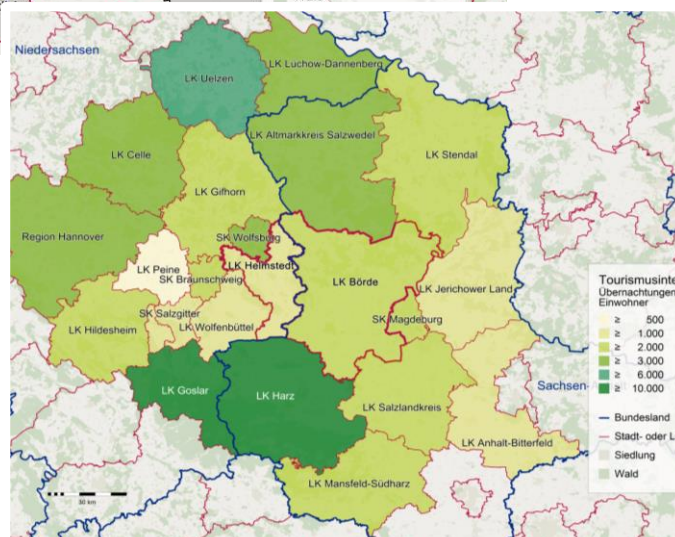 Niedersachsen
LK Uelzen
LK Luchow-Dannenberg
LK Altmarkkreis Salzwedel
LK Celle
LK Stendal
LK Gifhorn
Region Hannover
SK Wolfsburg
LK Helmstedt
LK Peine
SK Braunschweig
LK Börde
LK Jerichower Land
SK Salzgitter
SK Magdeburg
LK Hildesheim
LK Wolfenbüttel
LK Goslar
LK Harz
LK Salzlandkreis
LK Anhalt-Bitterfeld
LK Mansfeld-Südharz
Sachsen-
30 km
Tourismusinte
Übernachtungen
Einwohner
≥ 500
≥ 1.000
≥ 2.000
≥ 3.000
≥ 6.000
≥ 10.000
Bundesland
Stadt- oder L
Siedlung
Wald